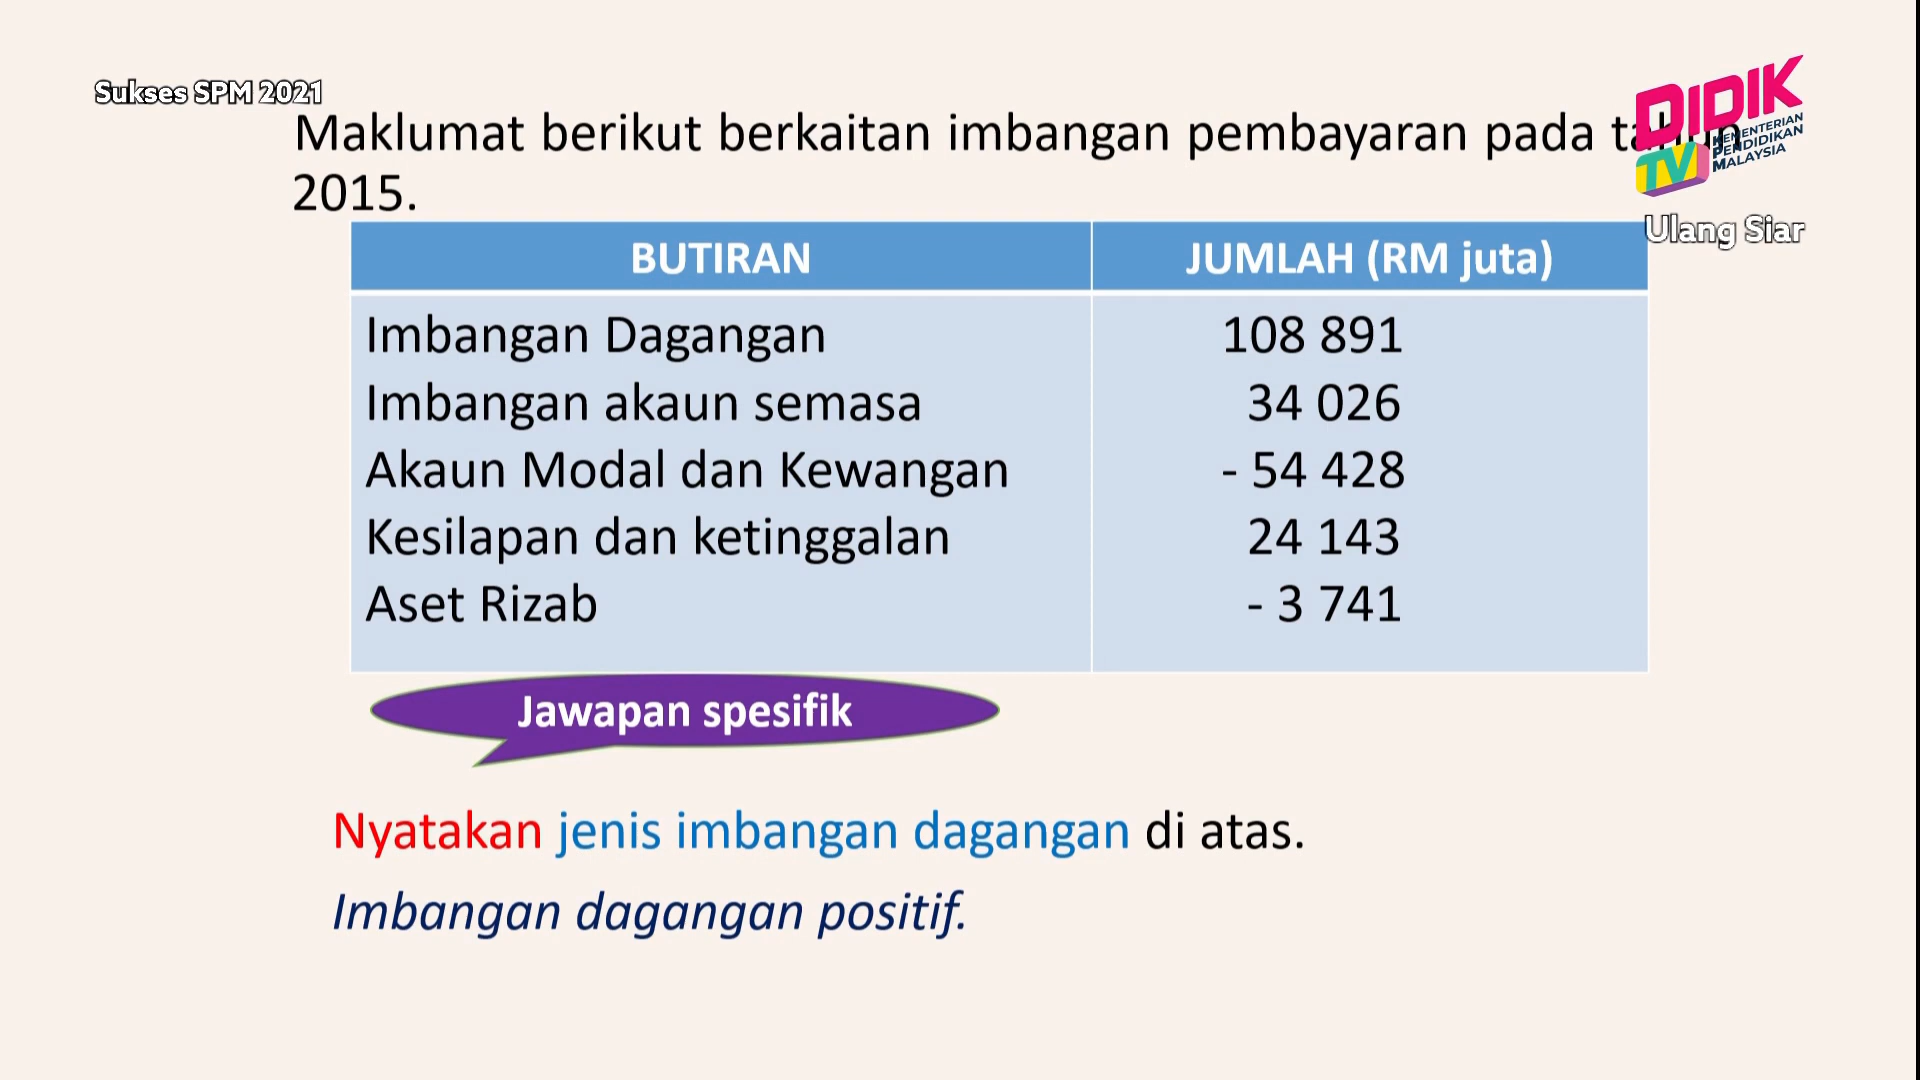 Sukses SPM 2021
DIDIK
TV
KEMENTERIAN
PENDIDIKAN
MALAYSIA
Ulang Siar
Maklumat berikut berkaitan imbangan pembayaran pada tahun
2015.
BUTIRAN JUMLAH (RM juta)
Imbangan Dagangan 108 891
Imbangan akaun semasa 34 026
Akaun Modal dan Kewangan - 54 428
Kesilapan dan ketinggalan 24 143
Aset Rizab - 3 741
Jawapan spesifik
Nyatakan jenis imbangan dagangan di atas.
Imbangan dagangan positif.